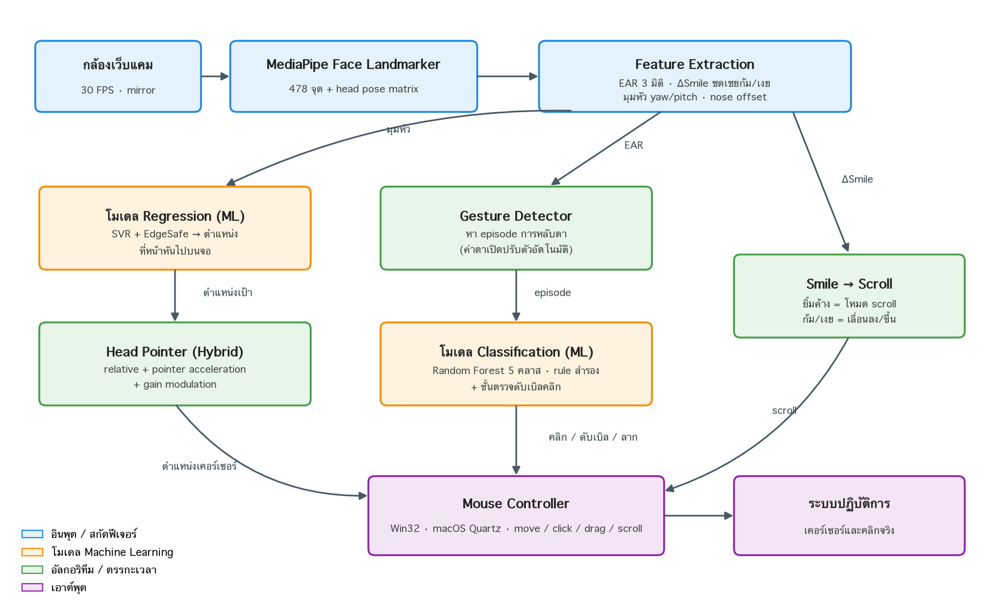 กล้องเว็บแคม
30 FPS · mirror
MediaPipe Face Landmarker
478 จุด + head pose matrix
Feature Extraction
EAR 3 มิติ · ΔSmile ชดเชยก้ม/เงย
มุมหัว yaw/pitch · nose offset
มุมหัว
EAR
ΔSmile
โมเดล Regression (ML)
SVR + EdgeSafe → ตำแหน่ง
ที่หน้าหันไปบนจอ
Gesture Detector
หา episode การหลับตา
(ค่าตาเปิดปรับตัวอัตโนมัติ)
Smile → Scroll
ยิ้มค้าง = โหมด scroll
ก้ม/เงย = เลื่อนลง/ขึ้น
ตำแหน่งเป้า
episode
Head Pointer (Hybrid)
relative + pointer acceleration
+ gain modulation
โมเดล Classification (ML)
Random Forest 5 คลาส · rule สำรอง
+ ชั้นตรวจดับเบิลคลิก
scroll
คลิก / ดับเบิล / ลาก
ตำแหน่งเคอร์เซอร์
Mouse Controller
Win32 · macOS Quartz · move / click / drag / scroll
ระบบปฏิบัติการ
เคอร์เซอร์และคลิกจริง
อินพุต / สกัดฟีเจอร์
โมเดล Machine Learning
อัลกอริทึม / ตรรกะเวลา
เอาต์พุต